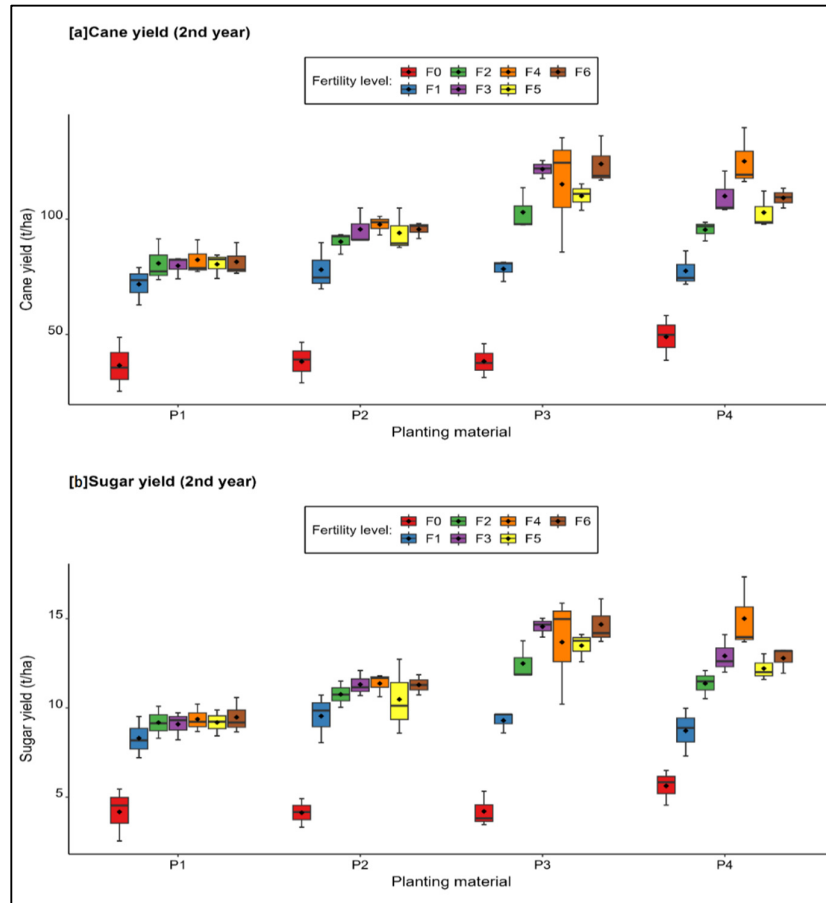 [a]Cane yield (2nd year)
Fertility level: F0 F2 F4 F6
F1 F3 F5
Cane yield (t/ha)
100
50
P1 P2 P3 P4
Planting material
[b]Sugar yield (2nd year)
Fertility level: F0 F2 F4 F6
F1 F3 F5
Sugar yield (t/ha)
15
10
5
P1 P2 P3 P4
Planting material